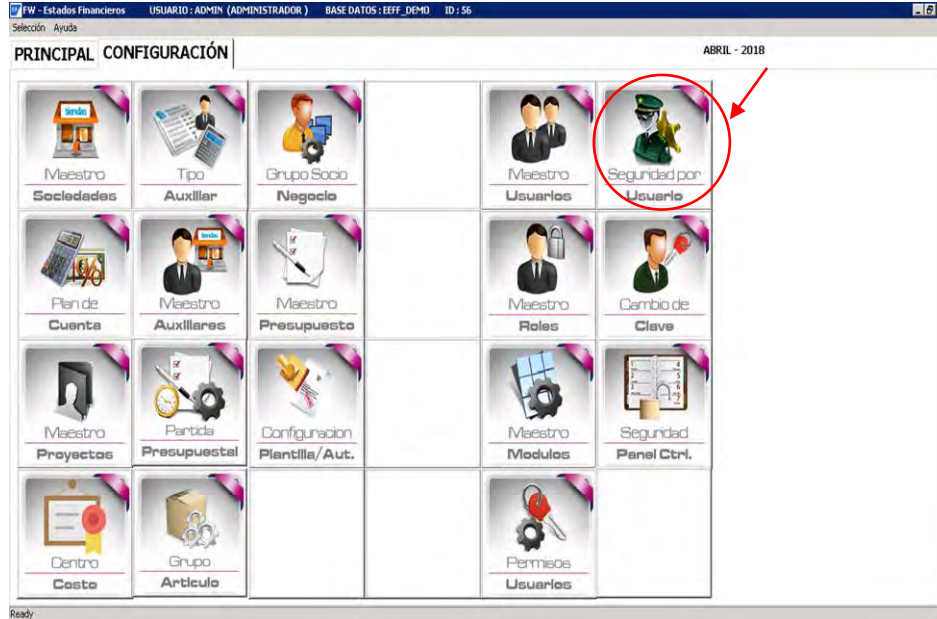 FW - Estados Financieros USUARIO : ADMIN (ADMINISTRADOR ) BASE DATOS : EEFF_DEMO ID : 56
Selección Ayuda
PRINCIPAL CONFIGURACIÓN
ABRIL - 2018
tiendas
Maestro
Sociedades
Tipo
Auxiliar
Grupo Socio
Negocio
Maestro
Usuarios
Seguridad por
Usuario
Plan de
Cuenta
tiendas
Maestro
Auxiliares
Maestro
Presupuesto
Maestro
Roles
Cambio de
Clave
Maestro
Proyectos
Partida
Presupuestal
Configuracion
Plantilla/Aut.
Maestro
Modulos
Seguridad
Panel Ctrl.
Centro
Costo
Grupo
Articulo
Permisos
Usuarios
Ready